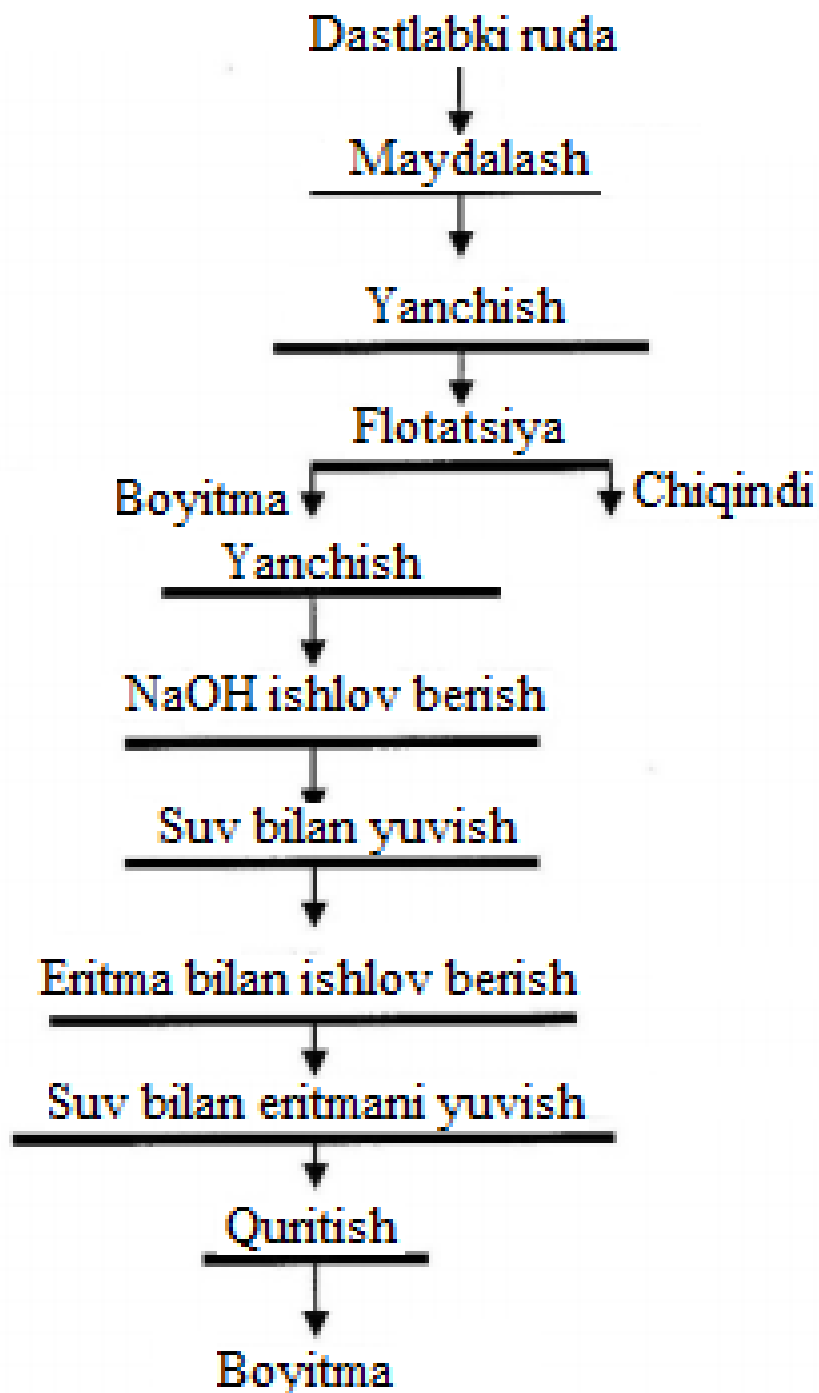 Dastlabki ruda
Maydalash
Yanchish
Flotatsiya
Boyitma
Chiqindi
Yanchish
NaOH ishlov berish
Suv bilan yuvish
Eritma bilan ishlov berish
Suv bilan eritmani yuvish
Quritish
Boyitma